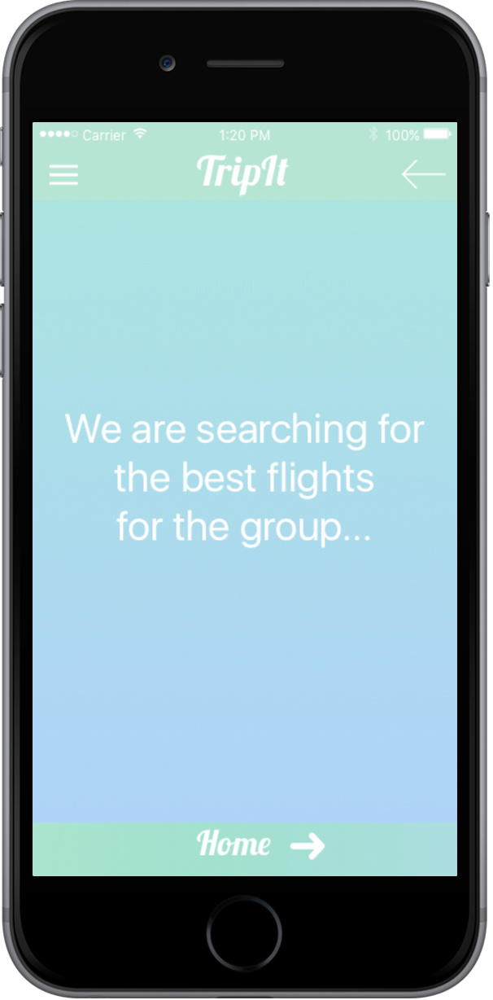 Carrier 1:20 PM 100%
TripIt
We are searching for
the best flights
for the group...
Home